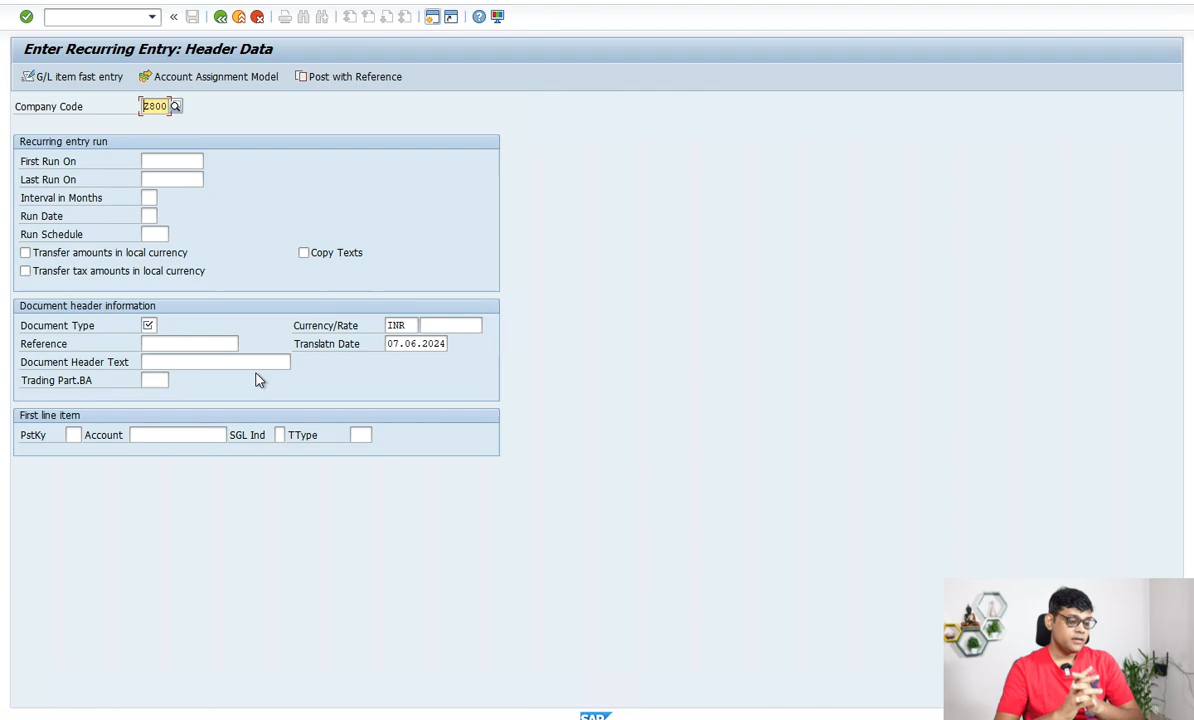 Enter Recurring Entry: Header Data
G/L item fast entry Account Assignment Model Post with Reference
Company Code Z800
Recurring entry run
First Run On
Last Run On
Interval in Months
Run Date
Run Schedule
Transfer amounts in local currency Copy Texts
Transfer tax amounts in local currency
Document header information
Document Type Currency/Rate INR
Reference Translatn Date 07.06.2024
Document Header Text
Trading Part.BA
First line item
PstKy Account SGL Ind TType
SAP